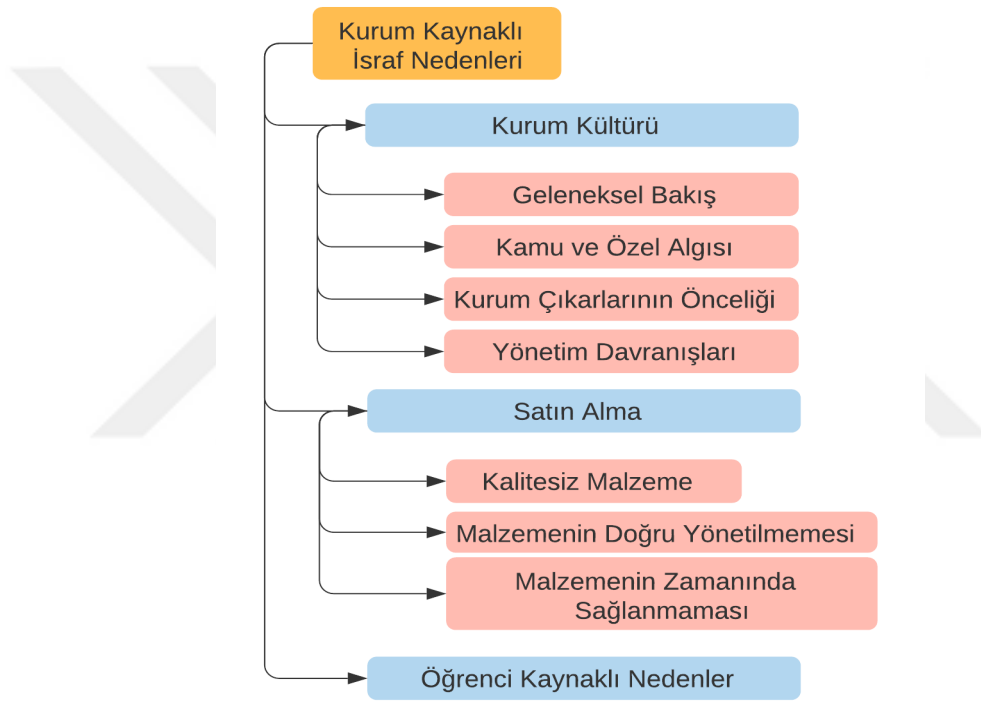 Kurum Kaynaklı
İsraf Nedenleri
Kurum Kültürü
Geleneksel Bakış
Kamu ve Özel Algısı
Kurum Çıkarlarının Önceliği
Yönetim Davranışları
Satın Alma
Kalitesiz Malzeme
Malzemenin Doğru Yönetilmemesi
Malzemenin Zamanında
Sağlanmaması
Öğrenci Kaynaklı Nedenler